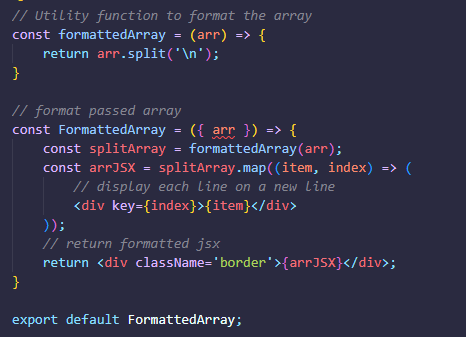 // Utility function to format the array
const formattedArray = (arr) => {
    return arr.split('\n');
}

// format passed array
const FormattedArray = ({ arr }) => {
    const splitArray = formattedArray(arr);
    const arrJSX = splitArray.map((item, index) => (
        // display each line on a new line
        <div key={index}>{item}</div>
    ));
    // return formatted jsx
    return <div className='border'>{arrJSX}</div>;
}

export default FormattedArray;